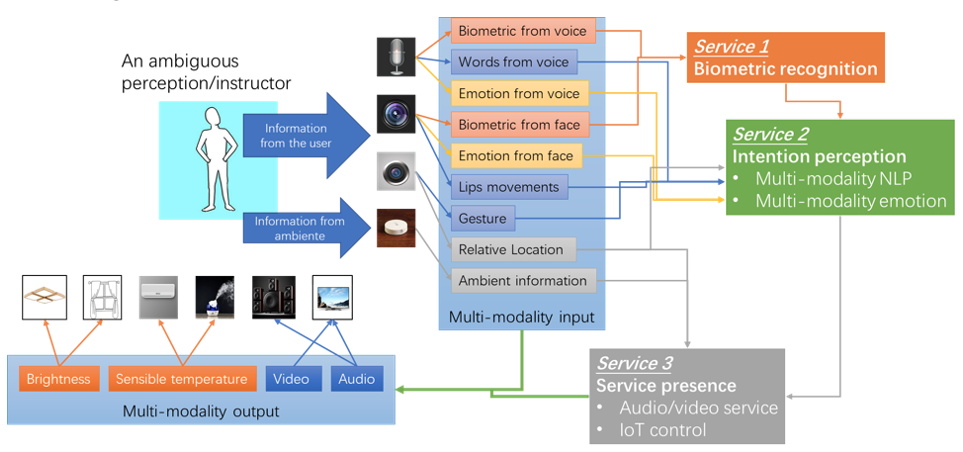 An ambiguous
perception/instructor
Information
from the user
Information from
ambiente
Biometric from voice
Words from voice
Emotion from voice
Biometric from face
Emotion from face
Lips movements
Gesture
Relative Location
Ambient information
Multi-modality input
Service 1
Biometric recognition
Service 2
Intention perception
• Multi-modality NLP
• Multi-modality emotion
Service 3
Service presence
• Audio/video service
• IoT control
Brightness
Sensible temperature
Video
Audio
Multi-modality output